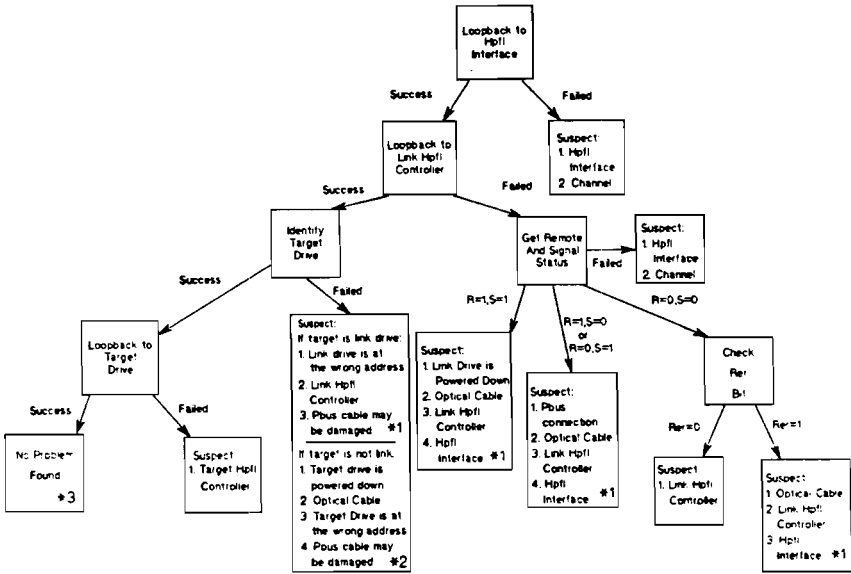 Loopback to
Hpfl
Interface
Success
Failed
Loopback to
Link Hpfl
Controller
Suspect:
1. Hpfl
Interface
2 Channel
Success
Failed
Identify
Target
Drive
Get Remote
And Signal
Status
Failed
Suspect:
1. Hpfl
Interface
2. Channel
Success
Failed
R=1,S=1
R=1,S=0
or
R=0,S=1
R=0,S=0
Loopback to
Target
Drive
Suspect:
If target is link drive:
1. Link drive is at
the wrong address
2. Link Hpfl
Controller
3. Pbus cable may
be damaged *1
If target is not link.
1. Target drive is
powered down
2 Optical Cable
3 Target Drive is at
the wrong address
4 Pbus cable may
be damaged *2
Suspect:
1. Link Drive is
Powered Down
2. Optical Cable
3. Link Hpfl
Controller
4. Hpfl
Interface *1
Suspect:
1. Pbus
connection
2. Optical Cable
3. Link Hpfl
Controller
4. Hpfl
Interface *1
Check
Rer
Bit
Success
Failed
Rer=0
Rer=1
No Problem
Found
*3
Suspect
1. Target Hpfl
Controller
Suspect
1. Link Hpfl
Controller
Suspect:
1 Optical Cable
2 Link Hpfl
Controller
3 Hpfl
Interface *1